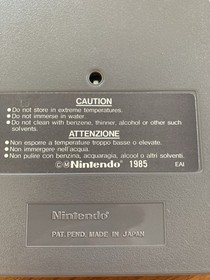 CAUTION
●Do not store in extreme temperatures.
●Do not immerse in water.
●Do not clean with benzene, thinner, alcohol or other such
solvents.
ATTENZIONE
●Non esporre a temperature troppo basse o elevate.
●Non immergere nell'acqua.
●Non pulire con benzina, acquaragia, alcool o altri solventi.
©ⓂNintendo® 1985 EAI
Nintendo®
PAT. PEND. MADE IN JAPAN